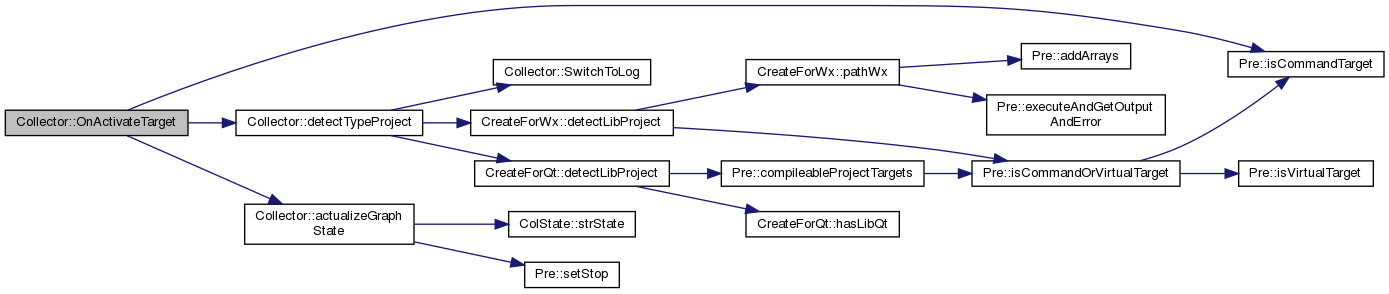 Collector::OnActivateTarget
Collector::detectTypeProject
Collector::actualizeGraph
State
Collector::SwitchToLog
CreateForWx::detectLibProject
CreateForQt::detectLibProject
ColState::strState
Pre::setStop
CreateForWx::pathWx
Pre::compileableProjectTargets
CreateForQt::hasLibQt
Pre::addArrays
Pre::executeAndGetOutput
AndError
Pre::isCommandOrVirtualTarget
Pre::isCommandTarget
Pre::isVirtualTarget